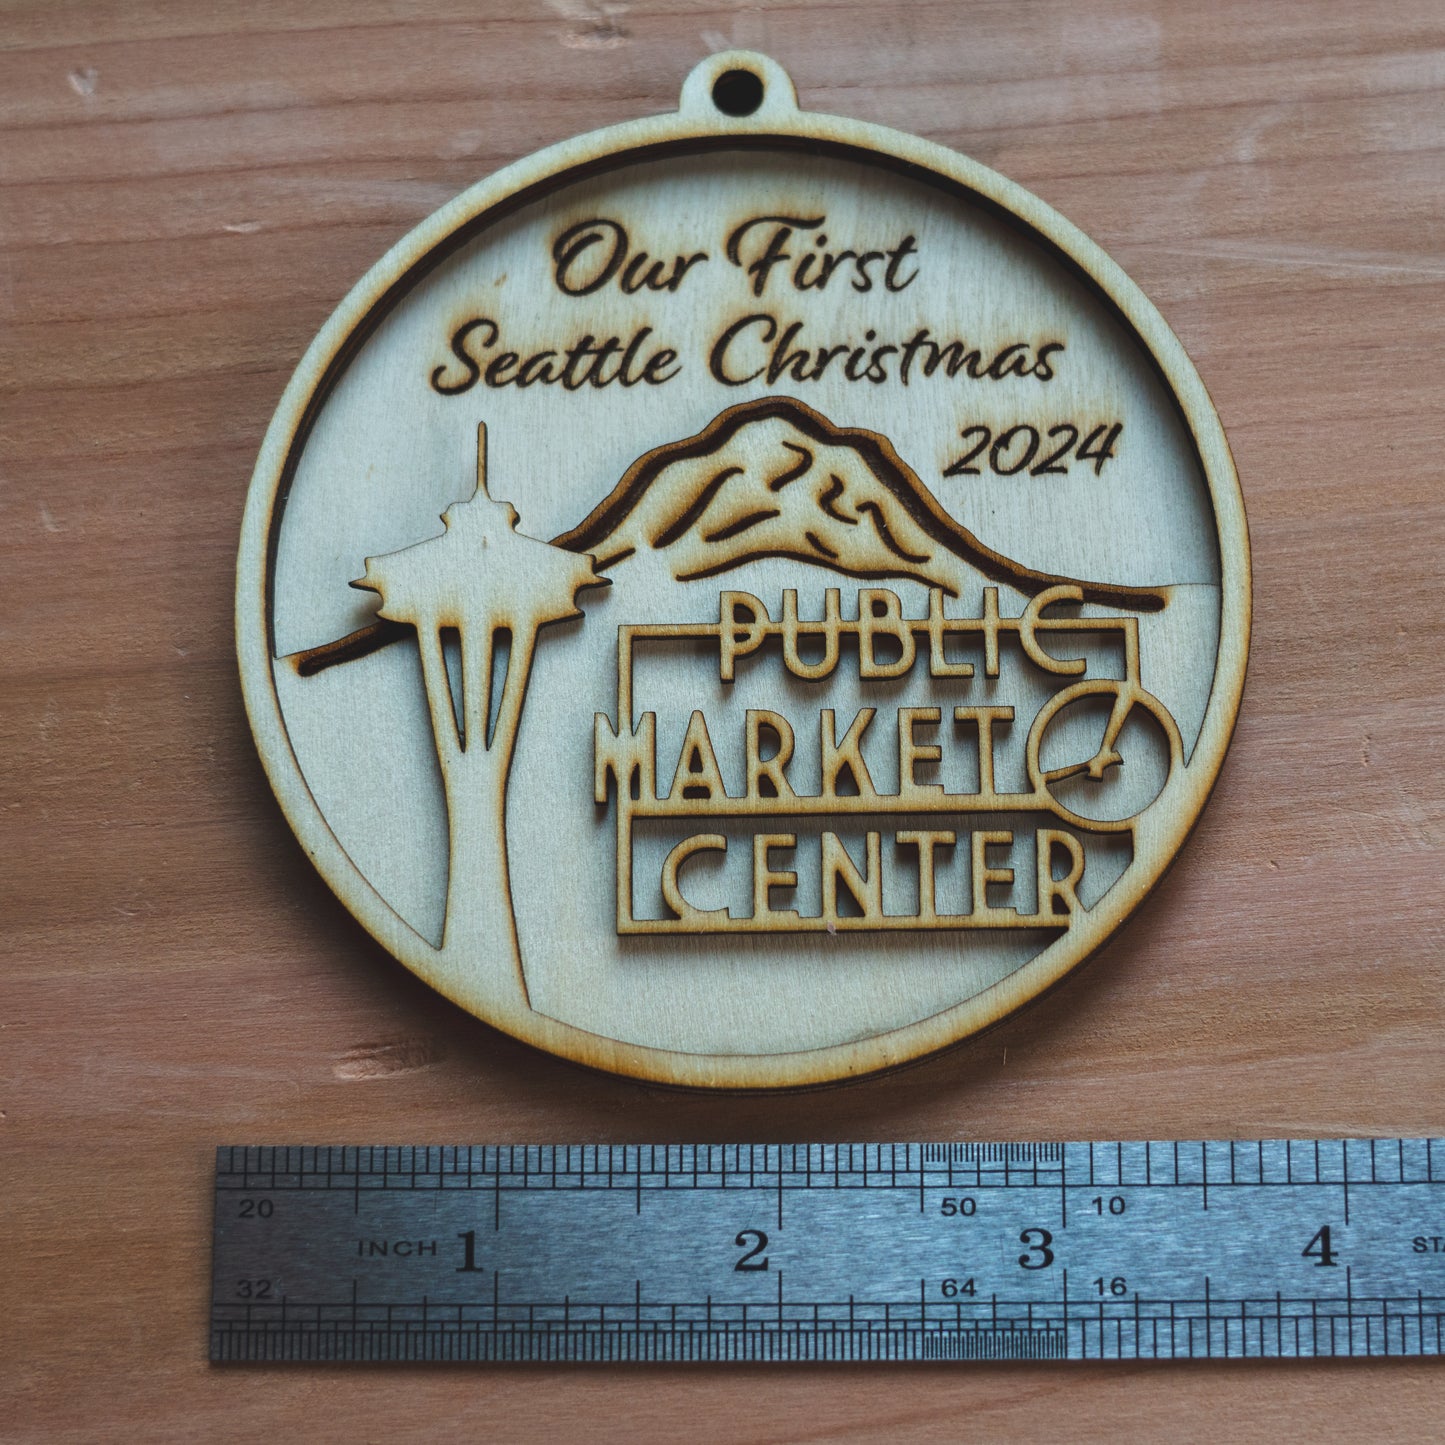 Our First
Seattle Christmas
2024
PUBLIC
MARKET
CENTER
20 50 10
INCH 1 2 3 4 STA
32 64 16